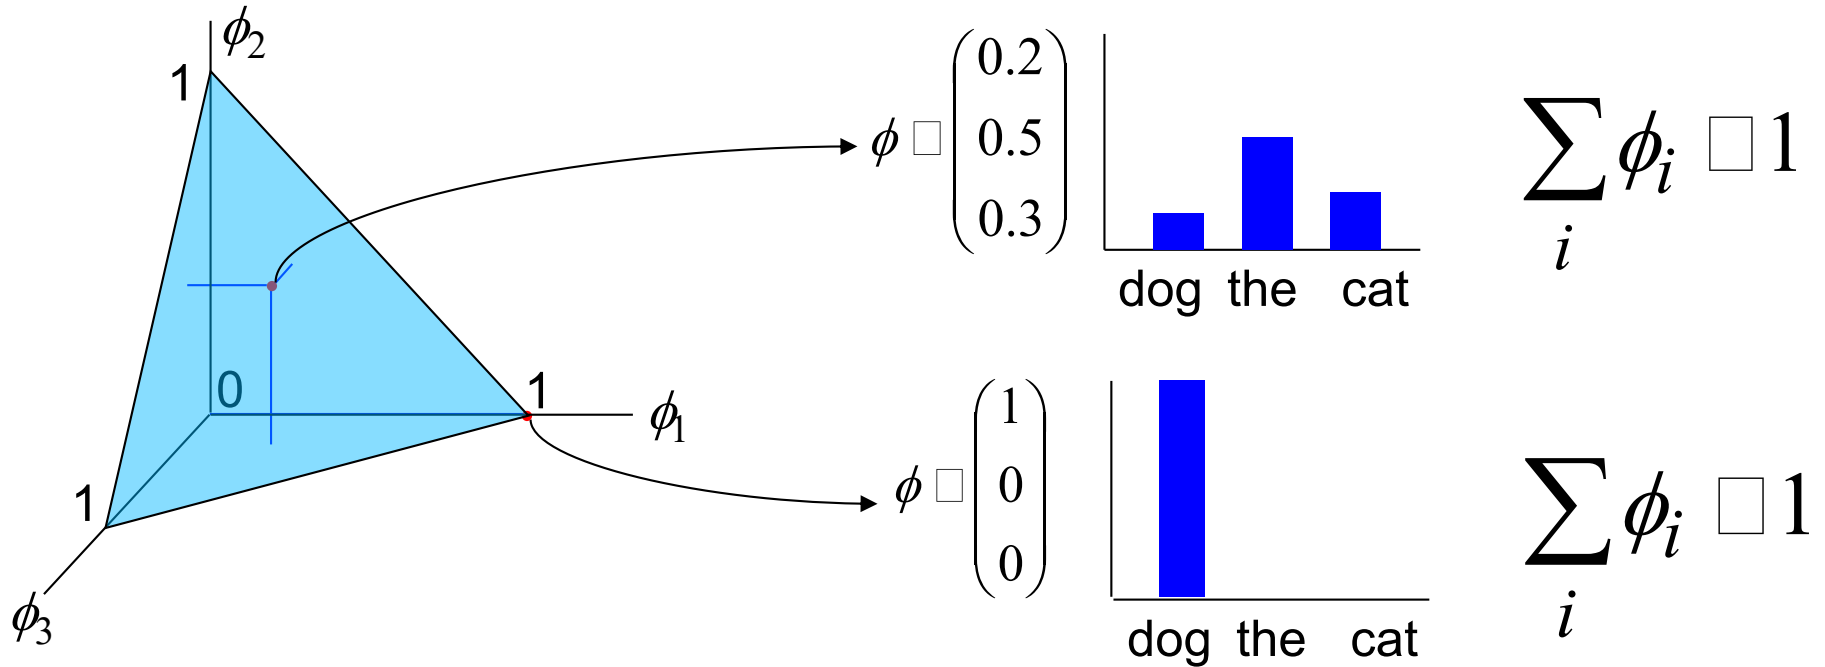 ϕ2
1
0
1
ϕ1
1
ϕ3
ϕ □ (0.2 0.5 0.3)
dog the cat
∑i ϕi □ 1
ϕ □ (1 0 0)
dog the cat
∑i ϕi □ 1